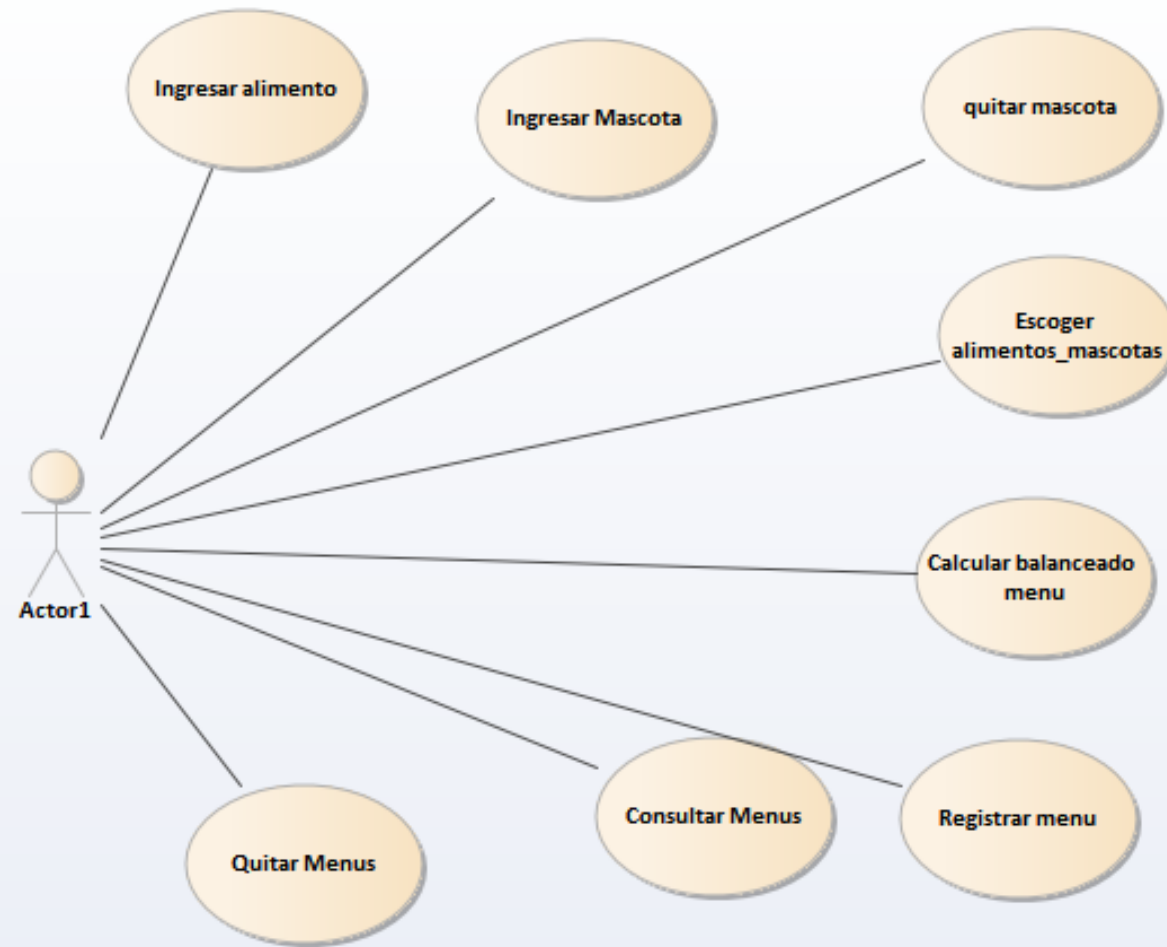 Ingresar alimento
Ingresar Mascota
quitar mascota
Escoger
alimentos_mascotas
Calcular balanceado
menu
Actor1
Consultar Menus
Registrar menu
Quitar Menus